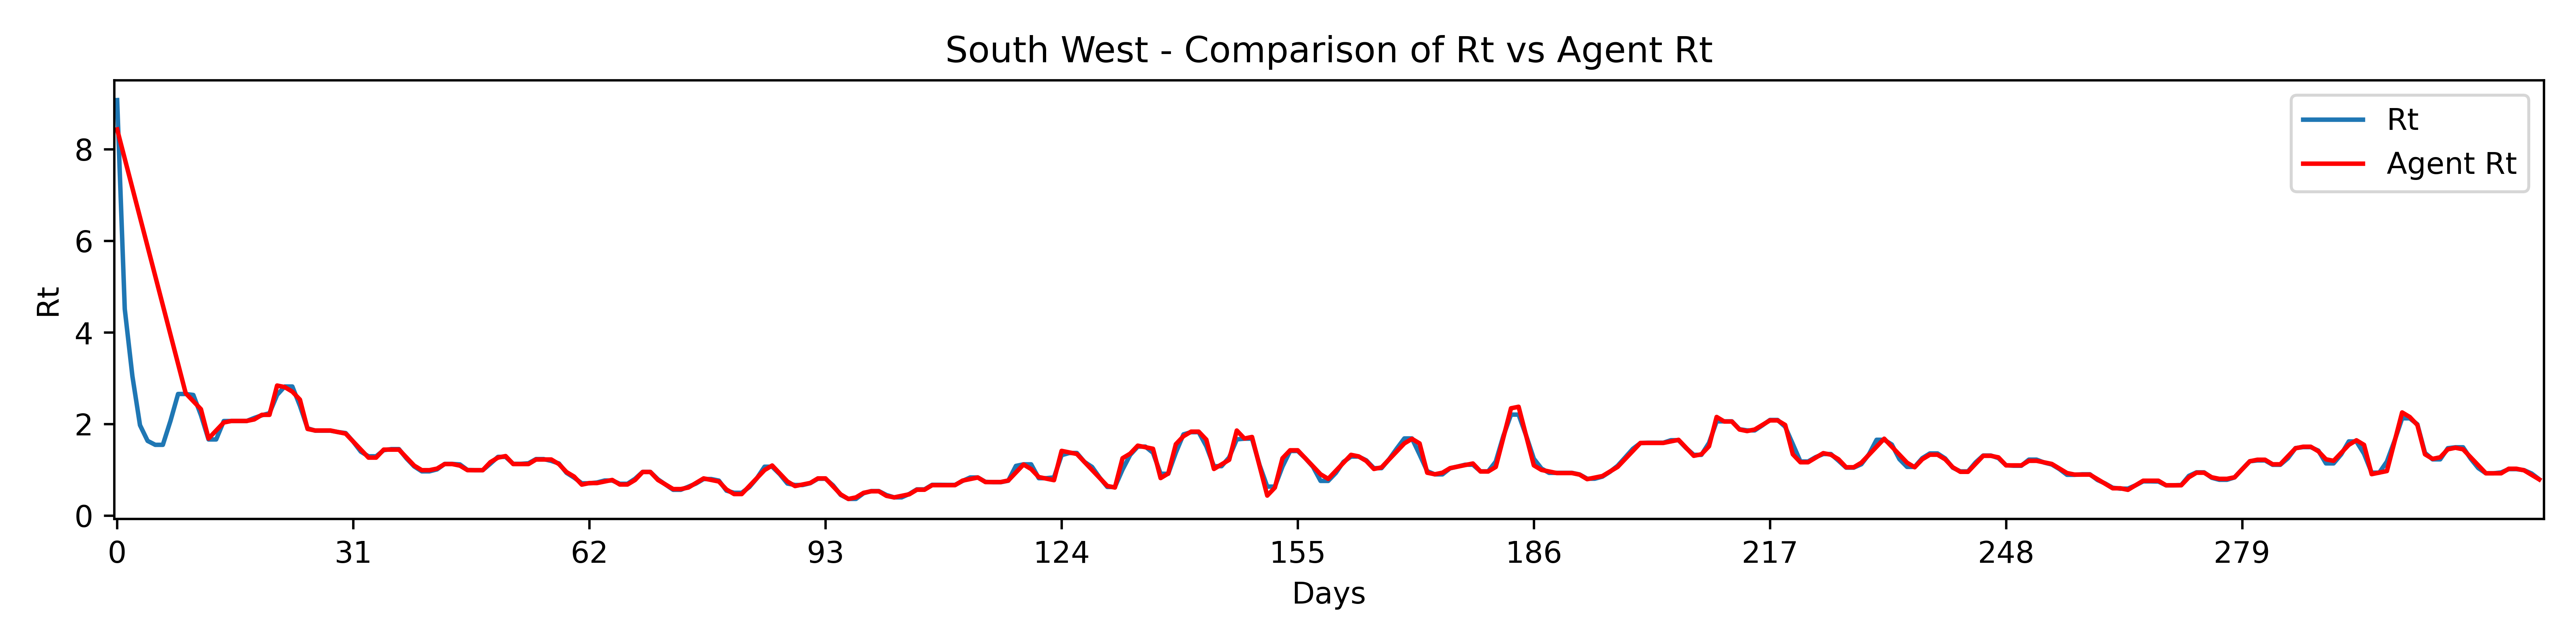 South West - Comparison of Rt vs Agent Rt
Rt
Agent Rt
8
6
4
2
0
Rt
0 31 62 93 124 155 186 217 248 279
Days